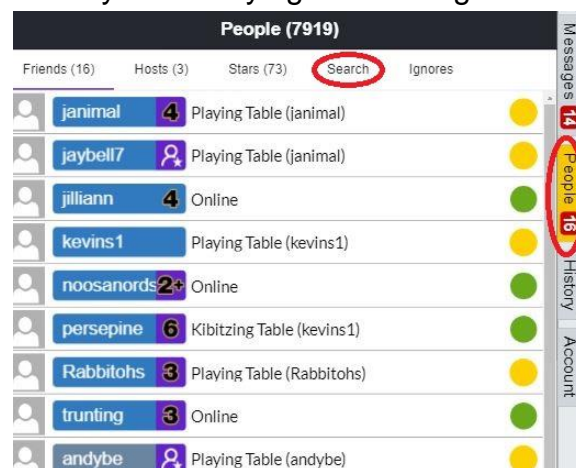 People (7919)
Friends (16) Hosts (3) Stars (73) Search Ignores
janimal 4 Playing Table (janimal)
jaybell7 Playing Table (janimal)
jilliann 4 Online
kevins1 Playing Table (kevins1)
noosanords 2+ Online
persepine 6 Kibitzing Table (kevins1)
Rabbitohs 3 Playing Table (Rabbitohs)
trunting 3 Online
andybe Playing Table (andybe)
Messages 14
People 16
History
Account